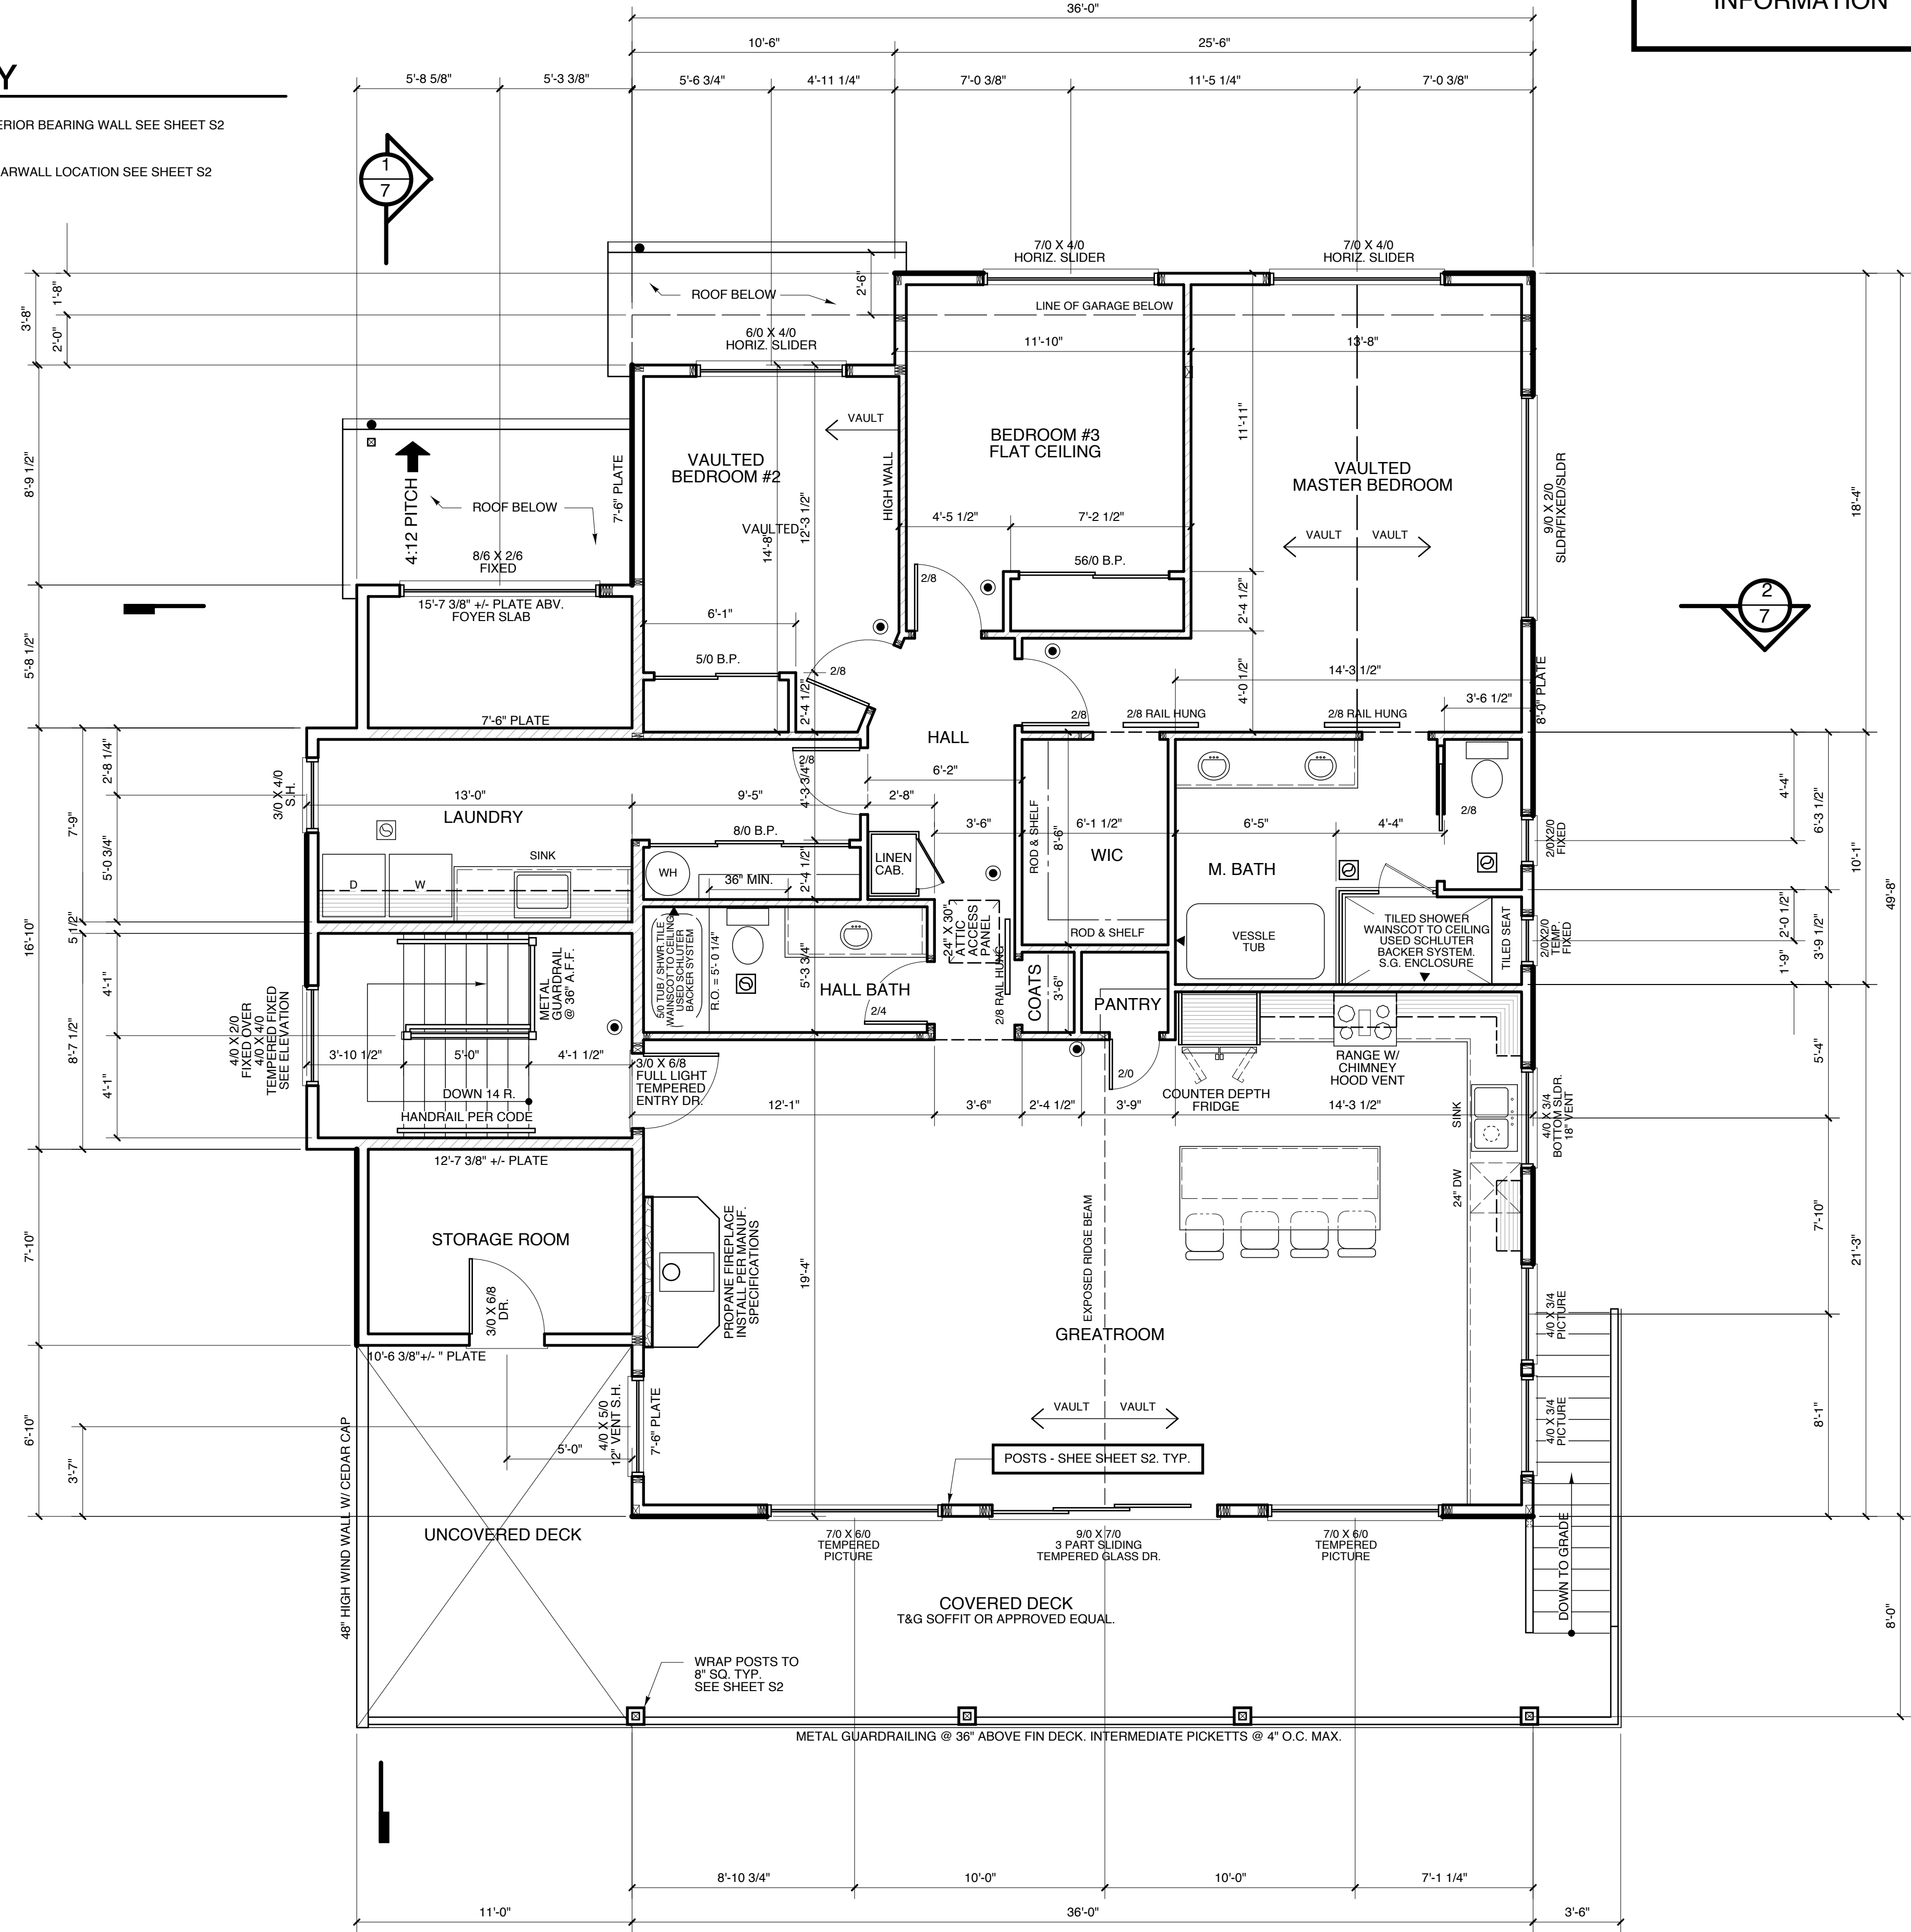 36'-0"
INFORMATION
10'-6"
25'-6"
Y
5'-8 5/8"
5'-3 3/8"
5'-6 3/4"
4'-11 1/4"
7'-0 3/8"
11'-5 1/4"
7'-0 3/8"
ERIOR BEARING WALL SEE SHEET S2
ARWALL LOCATION SEE SHEET S2
1
7
7/0 X 4/0
HORIZ. SLIDER
7/0 X 4/0
HORIZ. SLIDER
3'-8"
1'-8"
2'-0"
ROOF BELOW
2'-6"
LINE OF GARAGE BELOW
6/0 X 4/0
HORIZ. SLIDER
11'-10"
13'-8"
VAULT
HIGH WALL
BEDROOM #3
FLAT CEILING
11'-11"
VAULTED
BEDROOM #2
VAULTED
14'-8"
12'-3 1/2"
VAULTED
MASTER BEDROOM
9/0 X 2/0
SLDR/FIXED/SLDR
18'-4"
49'-8"
8'-9 1/2"
4:12 PITCH
ROOF BELOW
7'-6" PLATE
8/6 X 2/6
FIXED
4'-5 1/2"
7'-2 1/2"
VAULT
VAULT
56/0 B.P.
2/8
15'-7 3/8" +/- PLATE ABV.
FOYER SLAB
6'-1"
2'-4 1/2"
2
7
5'-8 1/2"
5/0 B.P.
2/8
2'-4 1/2"
4'-0 1/2"
14'-3 1/2"
8'-0" PLATE
3'-6 1/2"
7'-6" PLATE
2/8
2/8 RAIL HUNG
2/8 RAIL HUNG
HALL
2/8
6'-2"
3/0 X 4/0
S.H.
2'-8 1/4"
7'-9"
5'-0 3/4"
5 1/2"
16'-10"
13'-0"
LAUNDRY
9'-5"
4'-3 3/4"
2'-8"
3'-6"
ROD & SHELF
8'-6"
6'-1 1/2"
WIC
6'-5"
M. BATH
4'-4"
2/8
2/0X2/0
FIXED
4'-4"
6'-3 1/2"
10'-1"
8/0 B.P.
SINK
D
W
WH
36" MIN.
2'-4 1/2"
LINEN
CAB.
24" X 30"
ATTIC
ACCESS
PANEL
ROD & SHELF
VESSLE
TUB
TILED SHOWER
WAINSCOT TO CEILING
USED SCHLUTER
BACKER SYSTEM.
S.G. ENCLOSURE
TILED SEAT
2/0X2/0
TEMP.
FIXED
2'-0 1/2"
1'-9"
3'-9 1/2"
5/0 TUB / SHWR.TILE
WAINSCOT TO CEILING
USED SCHLUTER
BACKER SYSTEM
R.O. = 5'- 0 1/4"
5'-3 3/4"
HALL BATH
2/4
2/8 RAIL HUNG
COATS
3'-6"
PANTRY
METAL
GUARDRAIL
@ 36" A.F.F.
4'-1"
8'-7 1/2"
4'-1"
4/0 X 2/0
FIXED OVER
4/0 X 4/0
TEMPERED FIXED
SEE ELEVATION
3'-10 1/2"
5'-0"
4'-1 1/2"
DOWN 14 R.
HANDRAIL PER CODE
3/0 X 6/8
FULL LIGHT
TEMPERED
ENTRY DR.
2/0
RANGE W/
CHIMNEY
HOOD VENT
COUNTER DEPTH
FRIDGE
12'-1"
3'-6"
2'-4 1/2"
3'-9"
14'-3 1/2"
SINK
4/0 X 3/4
BOTTOM SLDR.
18" VENT
5'-4"
12'-7 3/8" +/- PLATE
7'-10"
STORAGE ROOM
3/0 X 6/8
DR.
PROPANE FIREPLACE
INSTALL PER MANUF.
SPECIFICATIONS
19'-4"
EXPOSED RIDGE BEAM
24" DW
7'-10"
21'-3"
GREATROOM
4/0 X 3/4
PICTURE
10'-6 3/8"+/- " PLATE
6'-10"
3'-7"
48" HIGH WIND WALL W/ CEDAR CAP
5'-0"
4/0 X 5/0
12" VENT S.H.
7'-6" PLATE
VAULT
VAULT
4/0 X 3/4
PICTURE
8'-1"
POSTS - SHEE SHEET S2. TYP.
UNCOVERED DECK
7/0 X 6/0
TEMPERED
PICTURE
9/0 X 7/0
3 PART SLIDING
TEMPERED GLASS DR.
7/0 X 6/0
TEMPERED
PICTURE
DOWN TO GRADE
8'-0"
COVERED DECK
T&G SOFFIT OR APPROVED EQUAL.
WRAP POSTS TO
8" SQ. TYP.
SEE SHEET S2
METAL GUARDRAILING @ 36" ABOVE FIN DECK. INTERMEDIATE PICKETTS @ 4" O.C. MAX.
8'-10 3/4"
10'-0"
10'-0"
7'-1 1/4"
11'-0"
36'-0"
3'-6"